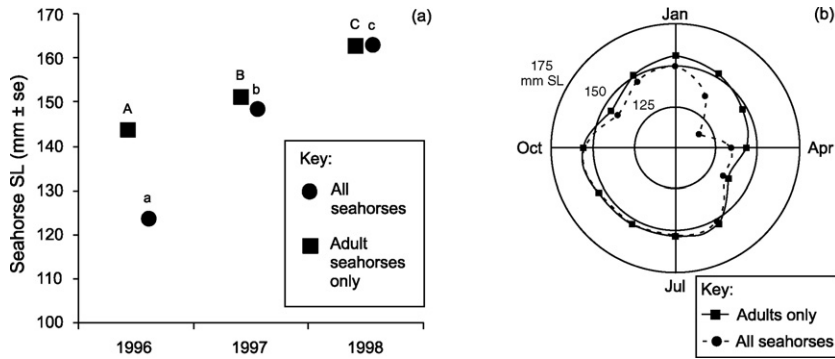 (a)
Seahorse SL (mm ± se)
170
160
150
140
130
120
110
100
A
a
B
b
C
c
Key:
All
seahorses
Adult
seahorses
only
1996
1997
1998
(b)
Jan
175
mm SL
150
125
Oct
Apr
Jul
Key:
Adults only
All seahorses